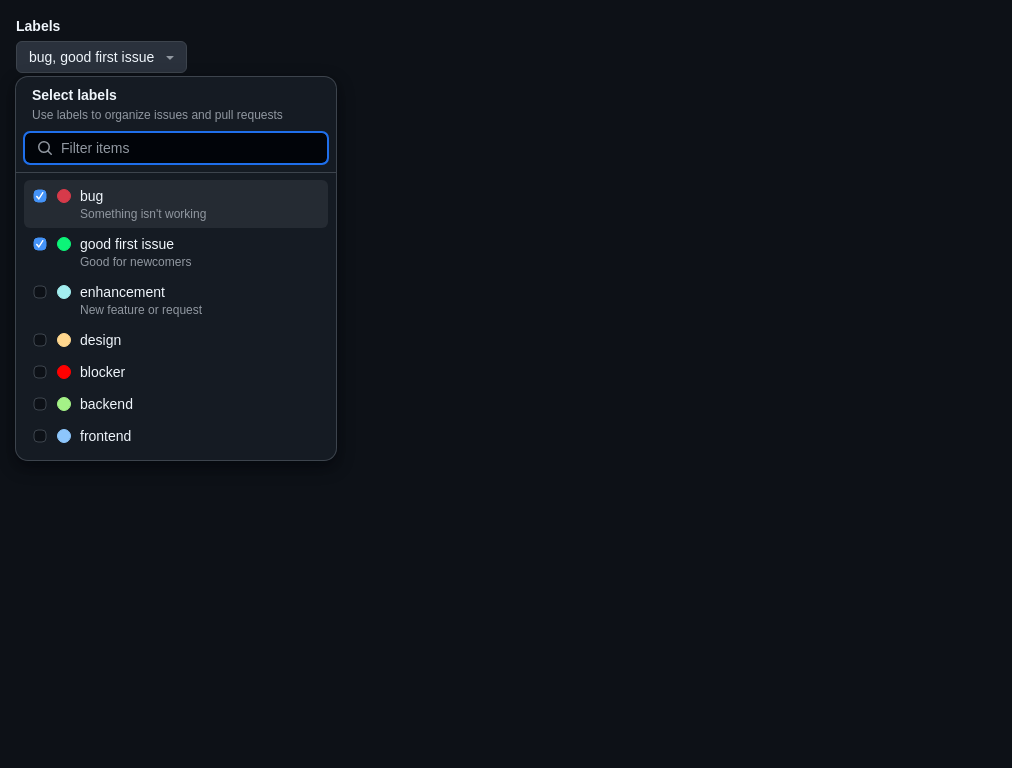 Labels
bug, good first issue
Select labels
Use labels to organize issues and pull requests
Filter items
bug
Something isn't working
good first issue
Good for newcomers
enhancement
New feature or request
design
blocker
backend
frontend